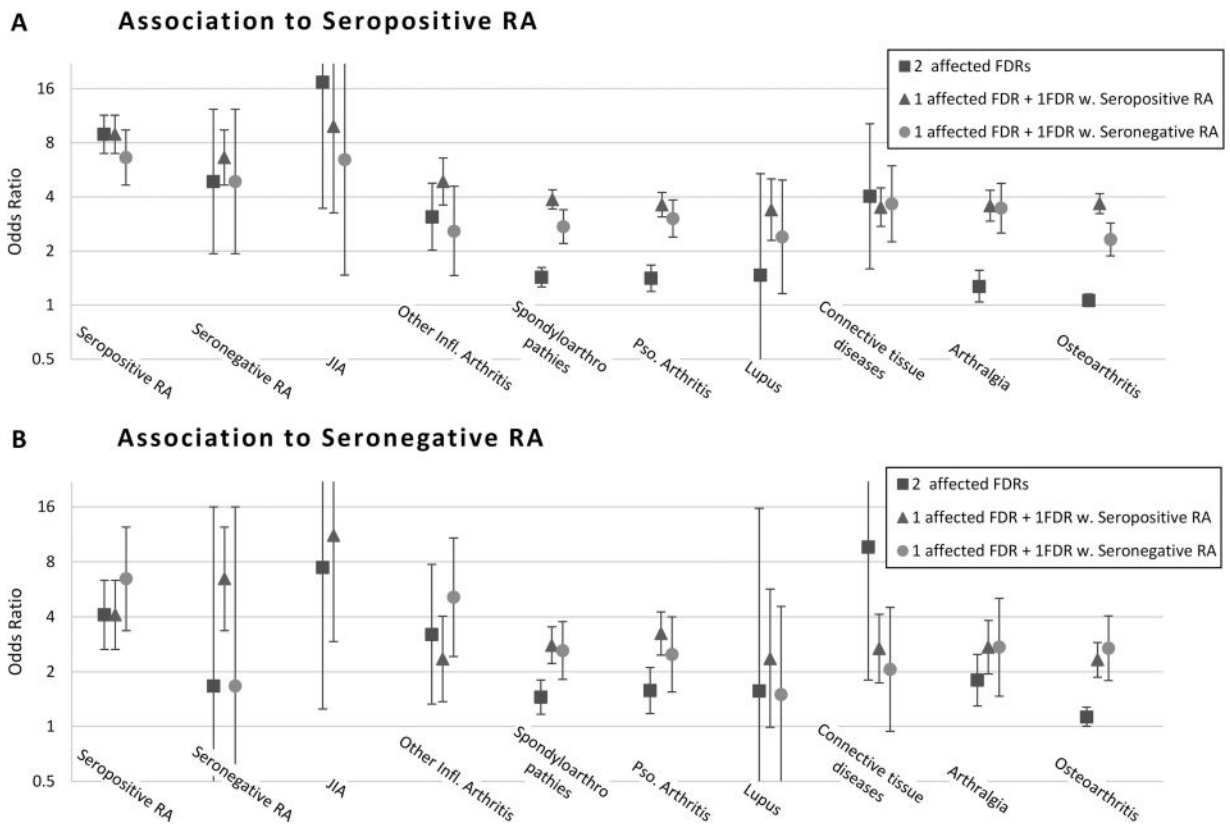 A Association to Seropositive RA
2 affected FDRs
1 affected FDR + 1FDR w. Seropositive RA
1 affected FDR + 1FDR w. Seronegative RA
Odds Ratio
16
8
4
2
1
0.5
Seropositive RA
Seronegative RA
JIA
Other Infl. Arthritis
Spondyloarthro
pathies
Pso. Arthritis
Lupus
Connective tissue
diseases
Arthralgia
Osteoarthritis
B Association to Seronegative RA
2 affected FDRs
1 affected FDR + 1FDR w. Seropositive RA
1 affected FDR + 1FDR w. Seronegative RA
Odds Ratio
16
8
4
2
1
0.5
Seropositive RA
Seronegative RA
JIA
Other Infl. Arthritis
Spondyloarthro
pathies
Pso. Arthritis
Lupus
Connective tissue
diseases
Arthralgia
Osteoarthritis